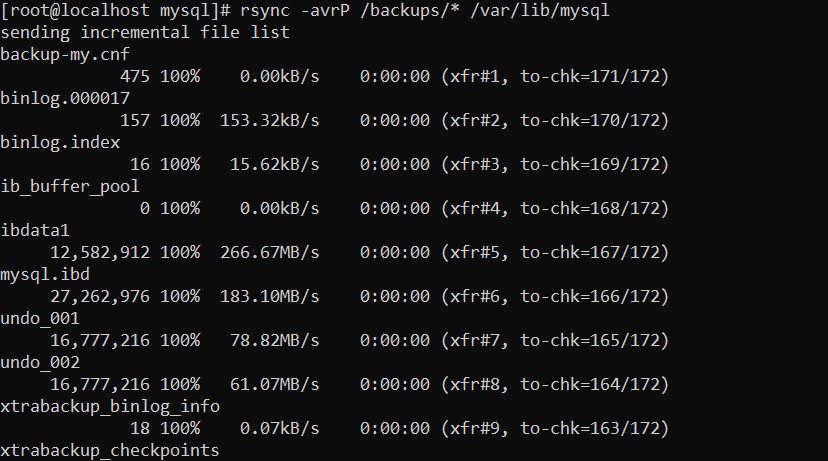 [root@localhost mysql]# rsync -avrP /backups/* /var/lib/mysql
sending incremental file list
backup-my.cnf
475 100% 0.00kB/s 0:00:00 (xfr#1, to-chk=171/172)
binlog.000017
157 100% 153.32kB/s 0:00:00 (xfr#2, to-chk=170/172)
binlog.index
16 100% 15.62kB/s 0:00:00 (xfr#3, to-chk=169/172)
ib_buffer_pool
0 100% 0.00kB/s 0:00:00 (xfr#4, to-chk=168/172)
ibdata1
12,582,912 100% 266.67MB/s 0:00:00 (xfr#5, to-chk=167/172)
mysql.ibd
27,262,976 100% 183.10MB/s 0:00:00 (xfr#6, to-chk=166/172)
undo_001
16,777,216 100% 78.82MB/s 0:00:00 (xfr#7, to-chk=165/172)
undo_002
16,777,216 100% 61.07MB/s 0:00:00 (xfr#8, to-chk=164/172)
xtrabackup_binlog_info
18 100% 0.07kB/s 0:00:00 (xfr#9, to-chk=163/172)
xtrabackup_checkpoints